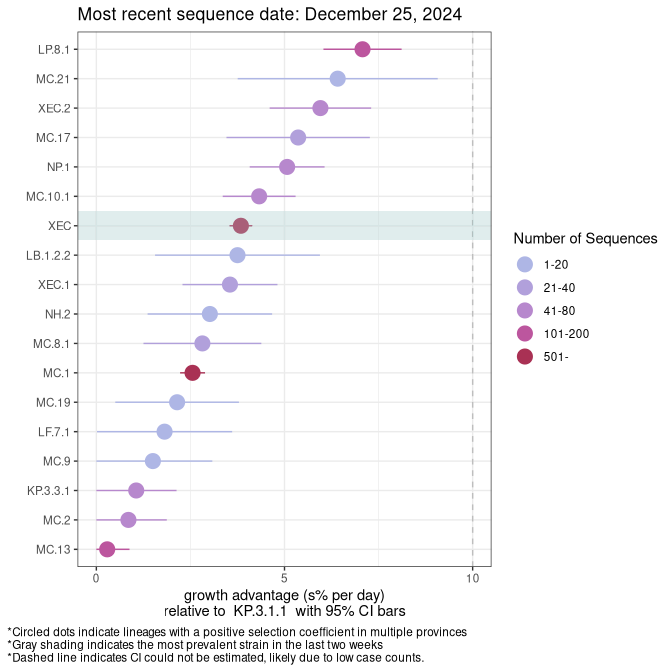 Most recent sequence date: December 25, 2024
LP.8.1
MC.21
XEC.2
MC.17
NP.1
MC.10.1
XEC
LB.1.2.2
XEC.1
NH.2
MC.8.1
MC.1
MC.19
LF.7.1
MC.9
KP.3.3.1
MC.2
MC.13
0 5 10
growth advantage (s% per day)
relative to KP.3.1.1 with 95% CI bars
Number of Sequences
1-20
21-40
41-80
101-200
501-
*Circled dots indicate lineages with a positive selection coefficient in multiple provinces
*Gray shading indicates the most prevalent strain in the last two weeks
*Dashed line indicates CI could not be estimated, likely due to low case counts.